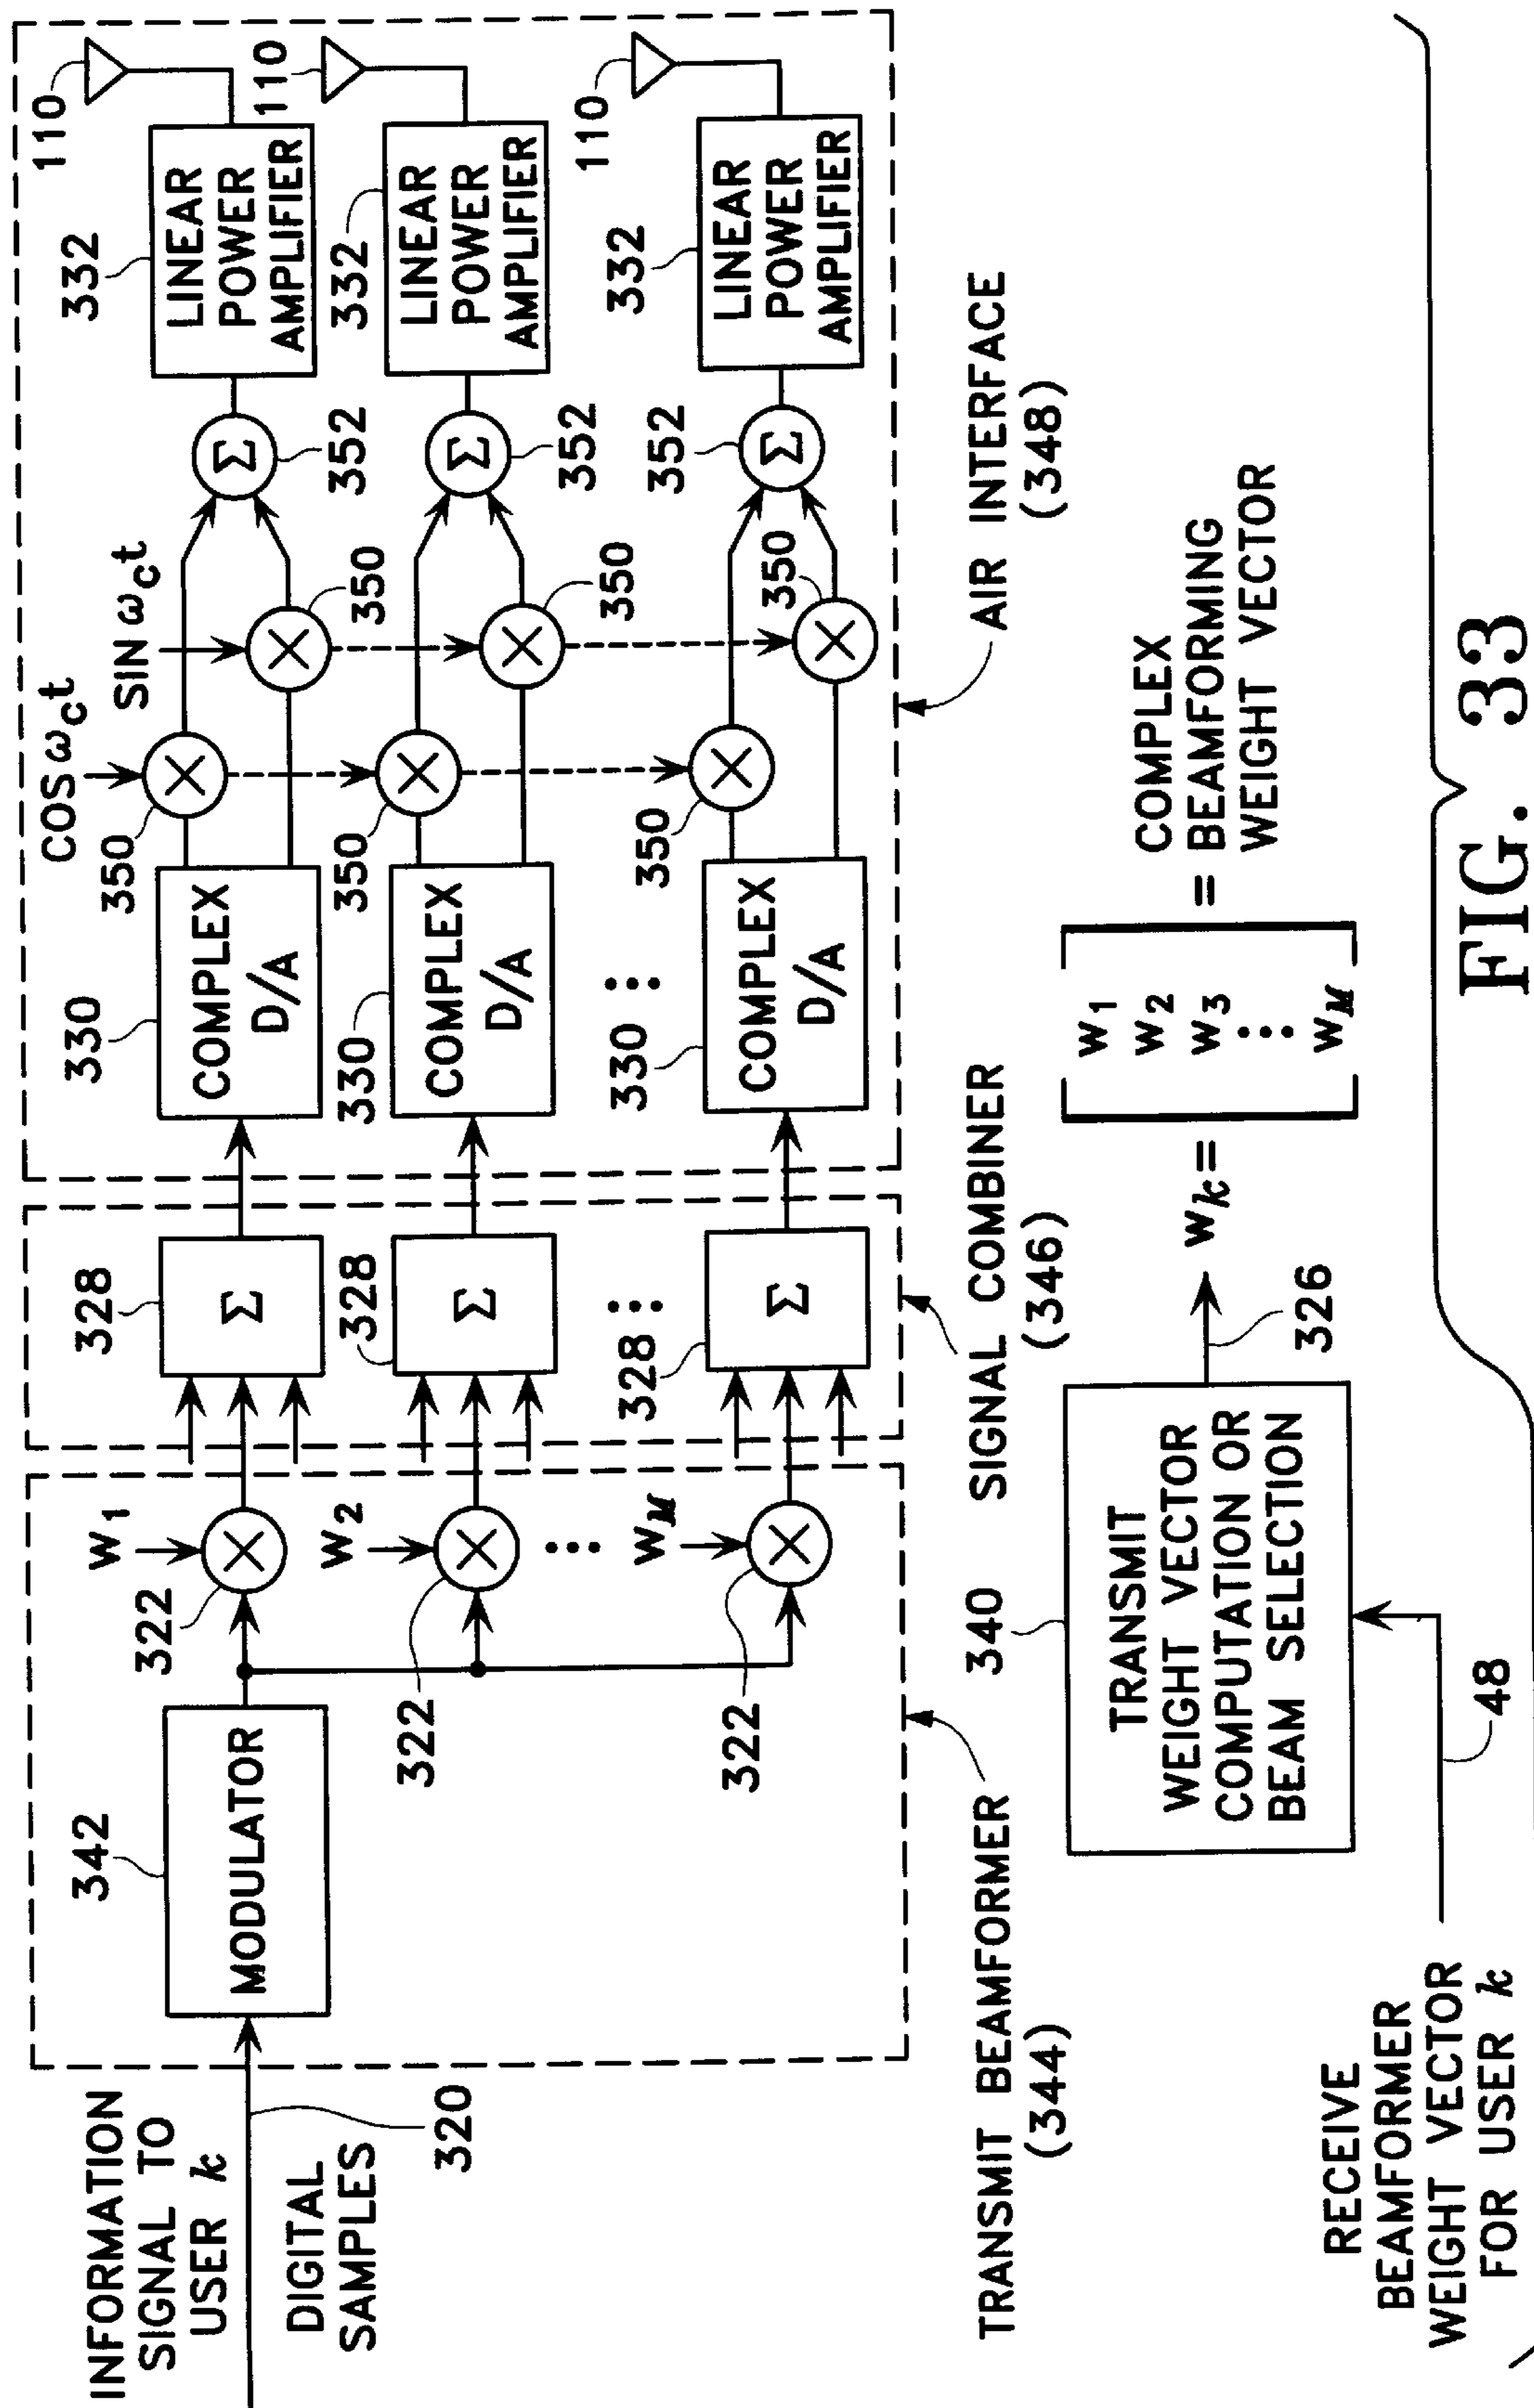 INFORMATION
SIGNAL TO
USER k
DIGITAL
SAMPLES
320
342
MODULATOR
W1
322
W2
322
WM
322
328
Σ
328
Σ
328
Σ
330
COMPLEX
D/A
330
COMPLEX
D/A
330
COMPLEX
D/A
COS ωct
SIN ωct
350
350
350
350
350
350
Σ
352
Σ
352
Σ
352
332
LINEAR
POWER
AMPLIFIER
332
LINEAR
POWER
AMPLIFIER
332
LINEAR
POWER
AMPLIFIER
110
110
110
TRANSMIT BEAMFORMER
(344)
SIGNAL COMBINER
(346)
AIR INTERFACE
(348)
RECEIVE
BEAMFORMER
WEIGHT VECTOR
FOR USER k
48
340
TRANSMIT
WEIGHT VECTOR
COMPUTATION OR
BEAM SELECTION
326
Wk=
W1
W2
W3
WM
=
COMPLEX
BEAMFORMING
WEIGHT VECTOR
FIG. 33